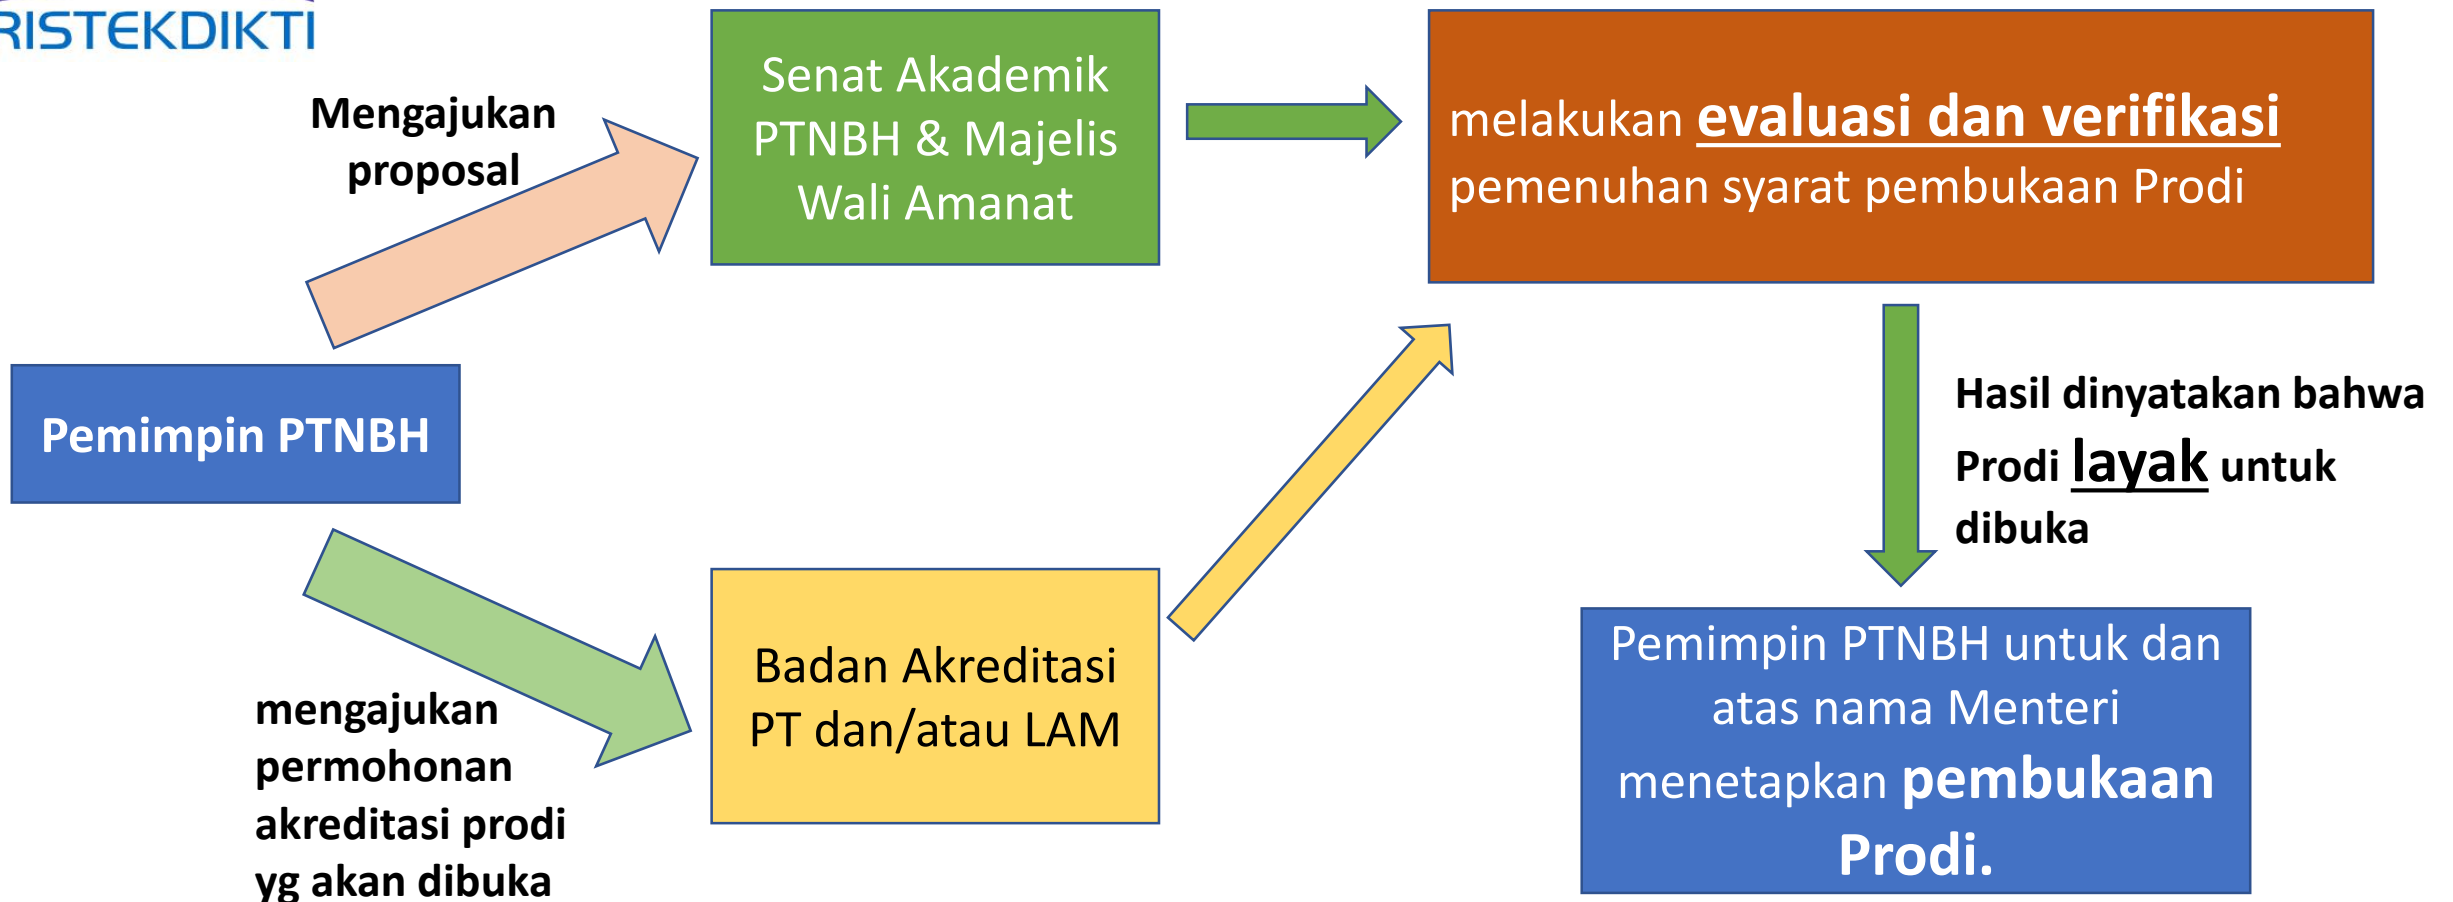 RISTEKDIKTI
Mengajukan
proposal
Senat Akademik
PTNBH & Majelis
Wali Amanat
melakukan evaluasi dan verifikasi
pemenuhan syarat pembukaan Prodi
Pemimpin PTNBH
Hasil dinyatakan bahwa
Prodi layak untuk
dibuka
mengajukan
permohonan
akreditasi prodi
yg akan dibuka
Badan Akreditasi
PT dan/atau LAM
Pemimpin PTNBH untuk dan
atas nama Menteri
menetapkan pembukaan
Prodi.